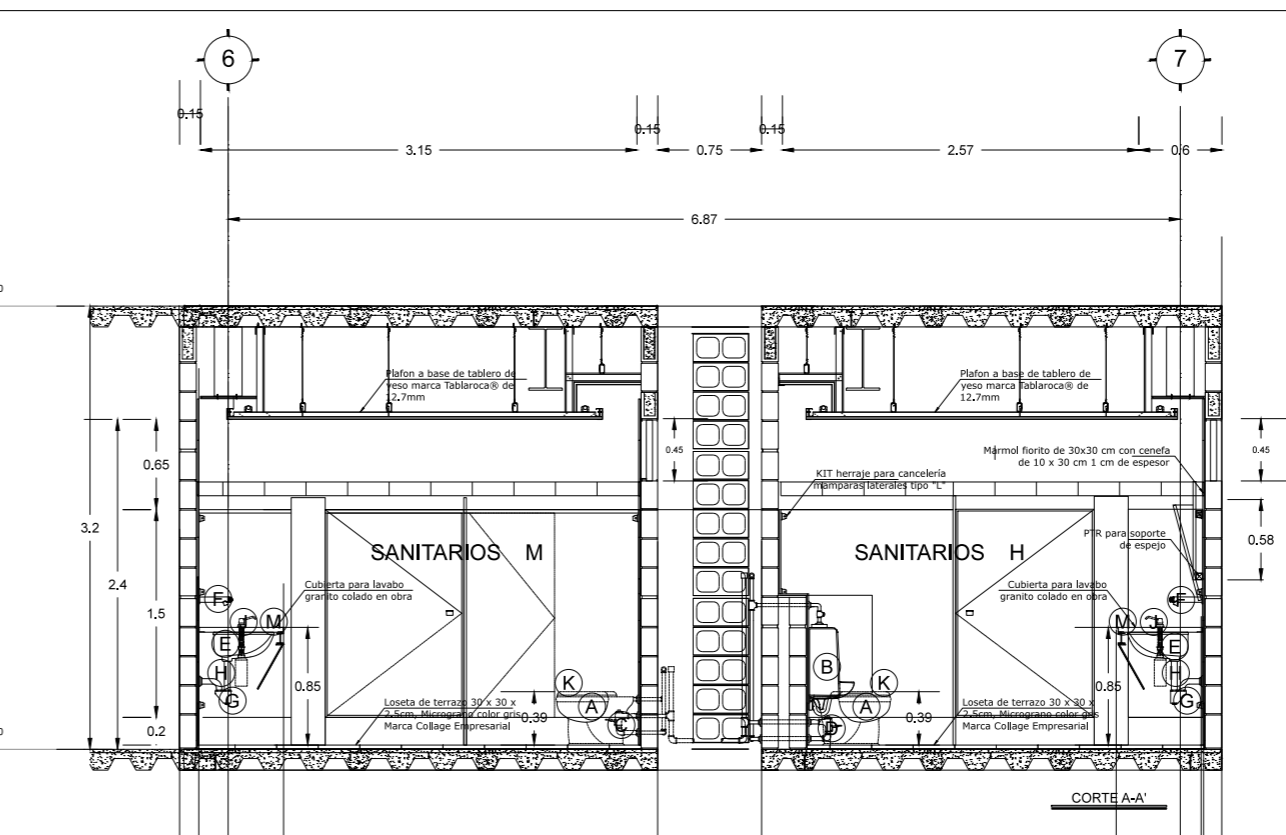 6
7
0.15
0.15
0.15
3.15
0.75
2.57
0.6
6.87
0
Plafon a base de tablero de
yeso marca Tablaroca® de
12.7mm
Plafon a base de tablero de
yeso marca Tablaroca® de
12.7mm
0.65
0.45
0.45
Mármol fiorito de 30x30 cm con cenefa
de 10 x 30 cm 1 cm de espesor
KIT herraje para cancelería
mamparas laterales tipo "L"
3.2
2.4
1.5
0.58
SANITARIOS M
SANITARIOS H
PTR para soporte
de espejo
Cubierta para lavabo
granito colado en obra
Cubierta para lavabo
granito colado en obra
F
F
J
M
M
J
E
E
H
H
G
G
B
K
K
A
A
C
D
0.85
0.85
0.39
0.39
Loseta de terrazo 30 x 30 x
2.5cm, Micrograno color gris
Marca Collage Empresarial
Loseta de terrazo 30 x 30 x
2.5cm, Micrograno color gris
Marca Collage Empresarial
0.2
0
CORTE A-A'